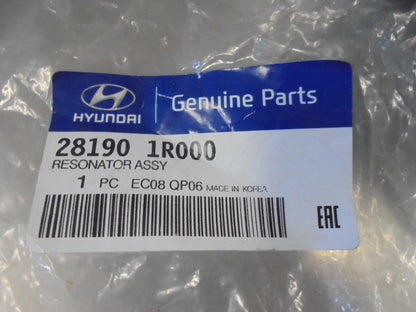 HYUNDAI
Genuine Parts
28190 1R000
RESONATOR ASSY
1 PC EC08 QP06 MADE IN KOREA
EAC